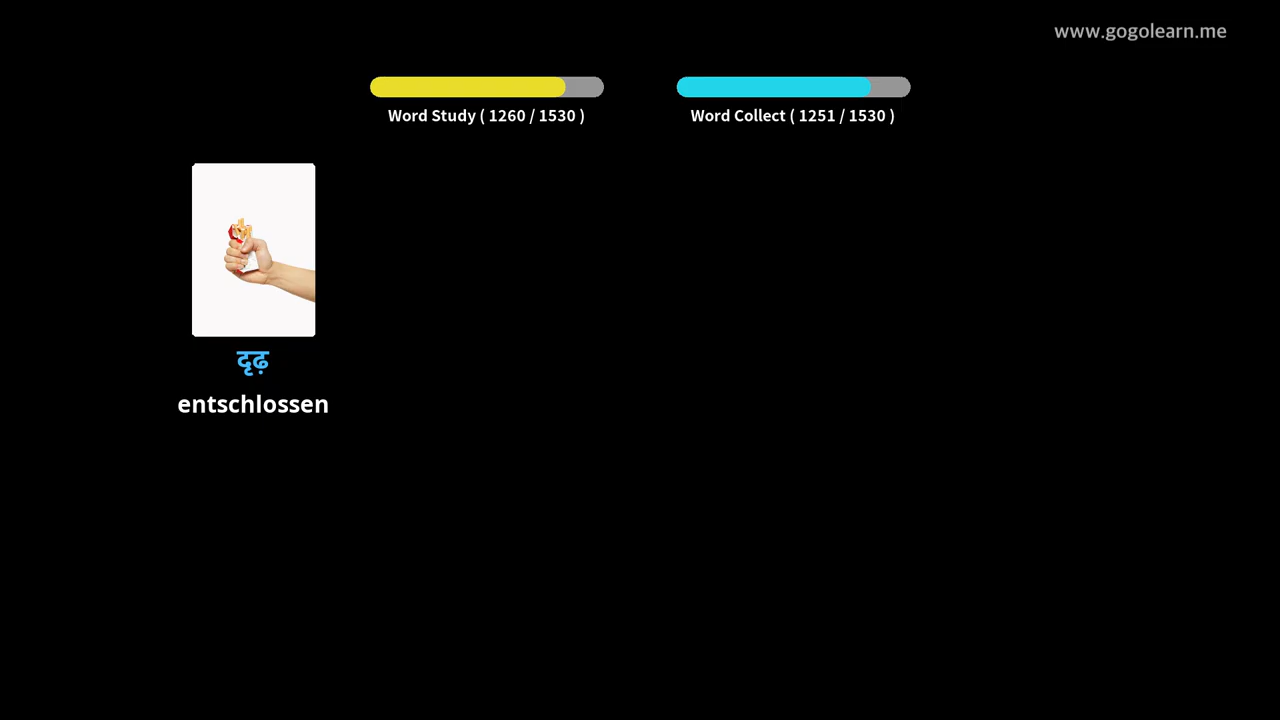 www.gogolearn.me
Word Study ( 1260 / 1530 )
Word Collect ( 1251 / 1530 )
दृढ़
entschlossen